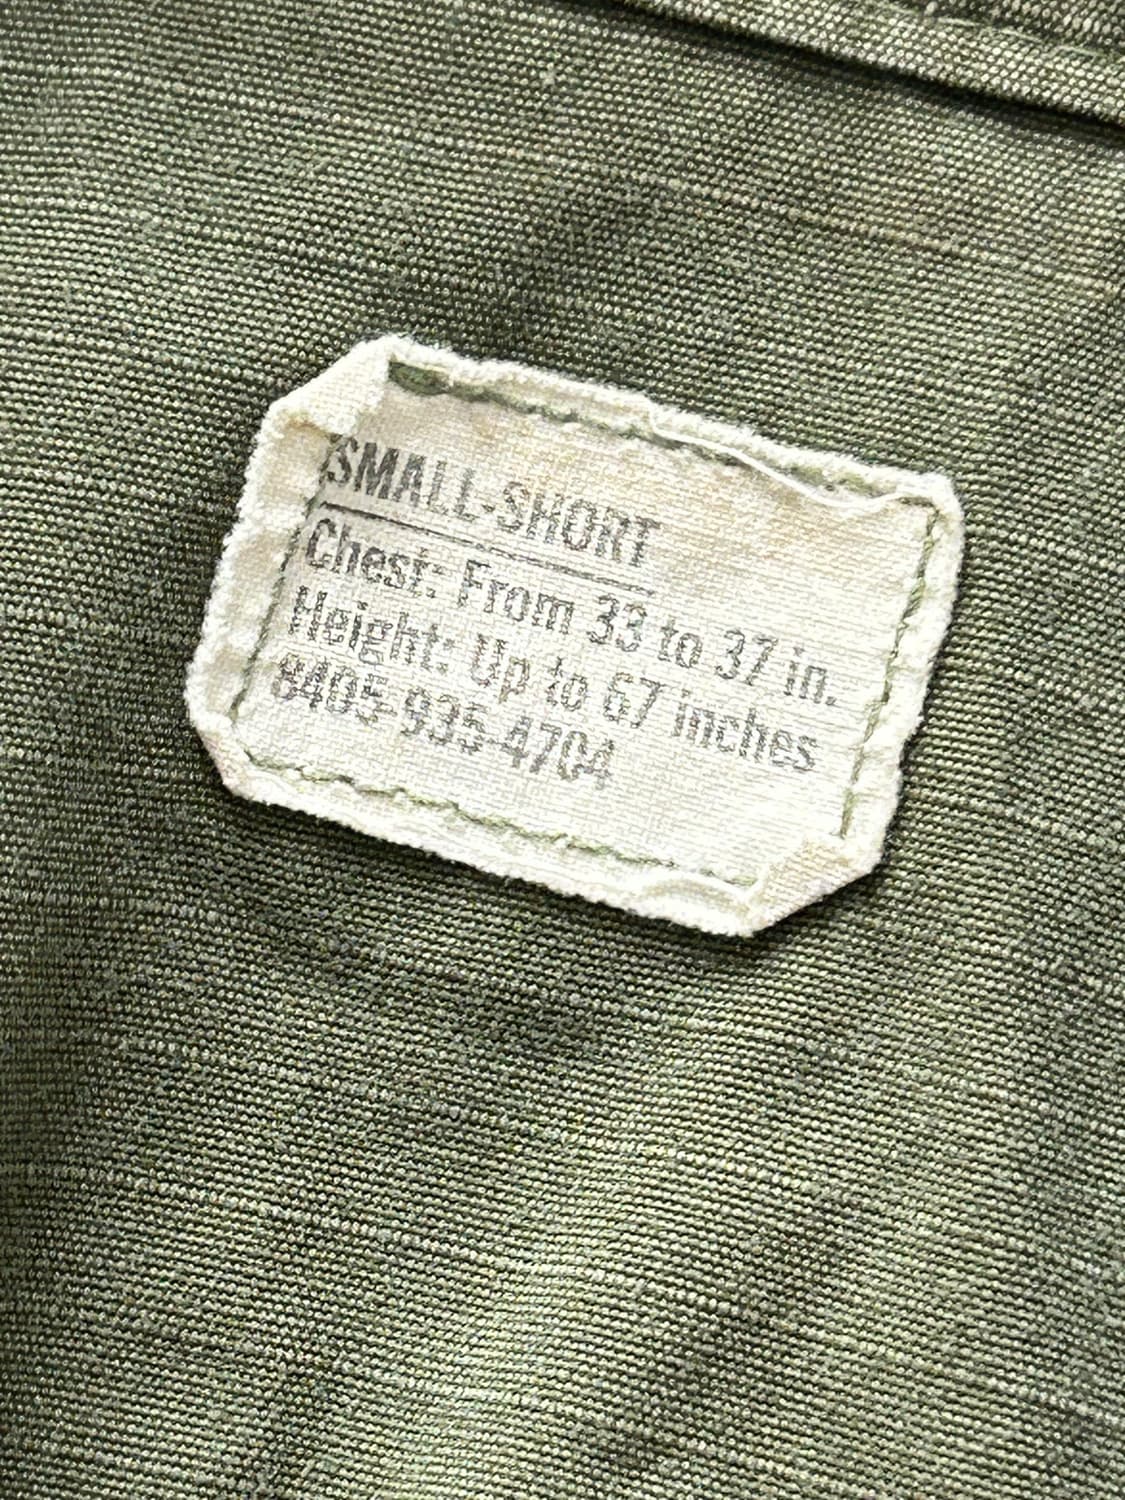 SMALL-SHORT
Chest: From 33 to 37 in.
Height: Up to 67 inches
8405-935-4704